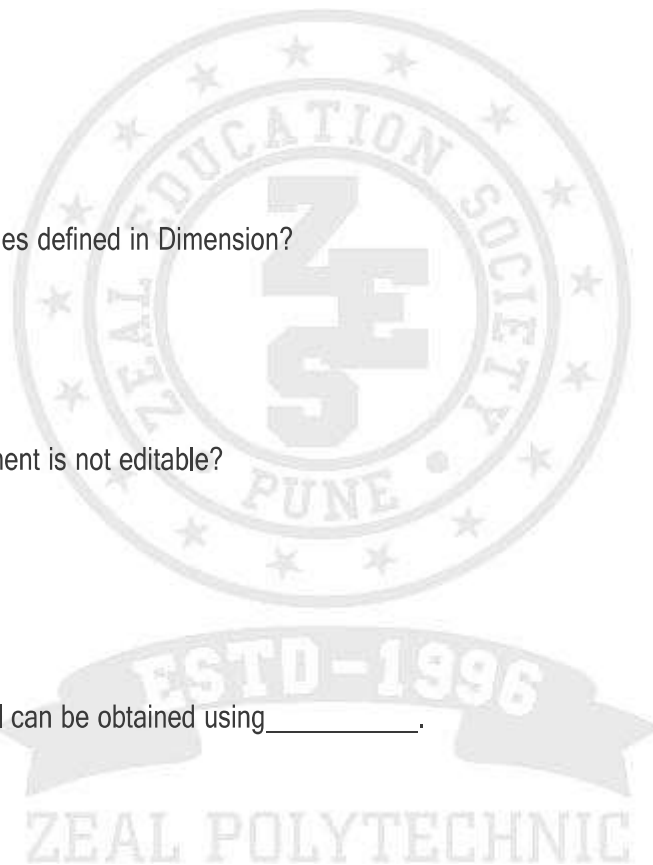 ZEAL EDUCATION SOCIETY
ZES
es defined in Dimension?
ent is not editable?
PUNE
ESTD-1996
l can be obtained using__________.
ZEAL POLYTECHNIC